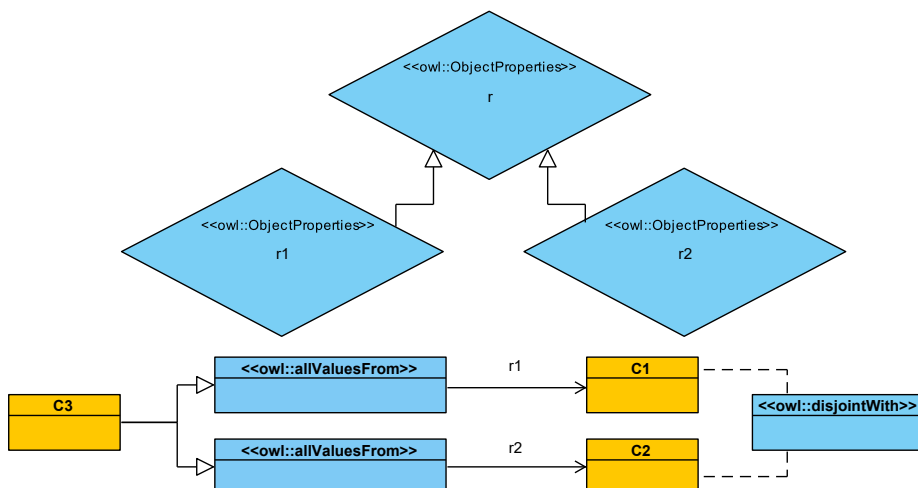 <<owl::ObjectProperties>>
r
<<owl::ObjectProperties>>
r1
<<owl::ObjectProperties>>
r2
<<owl::allValuesFrom>>
r1
C1
C3
<<owl::disjointWith>>
<<owl::allValuesFrom>>
r2
C2